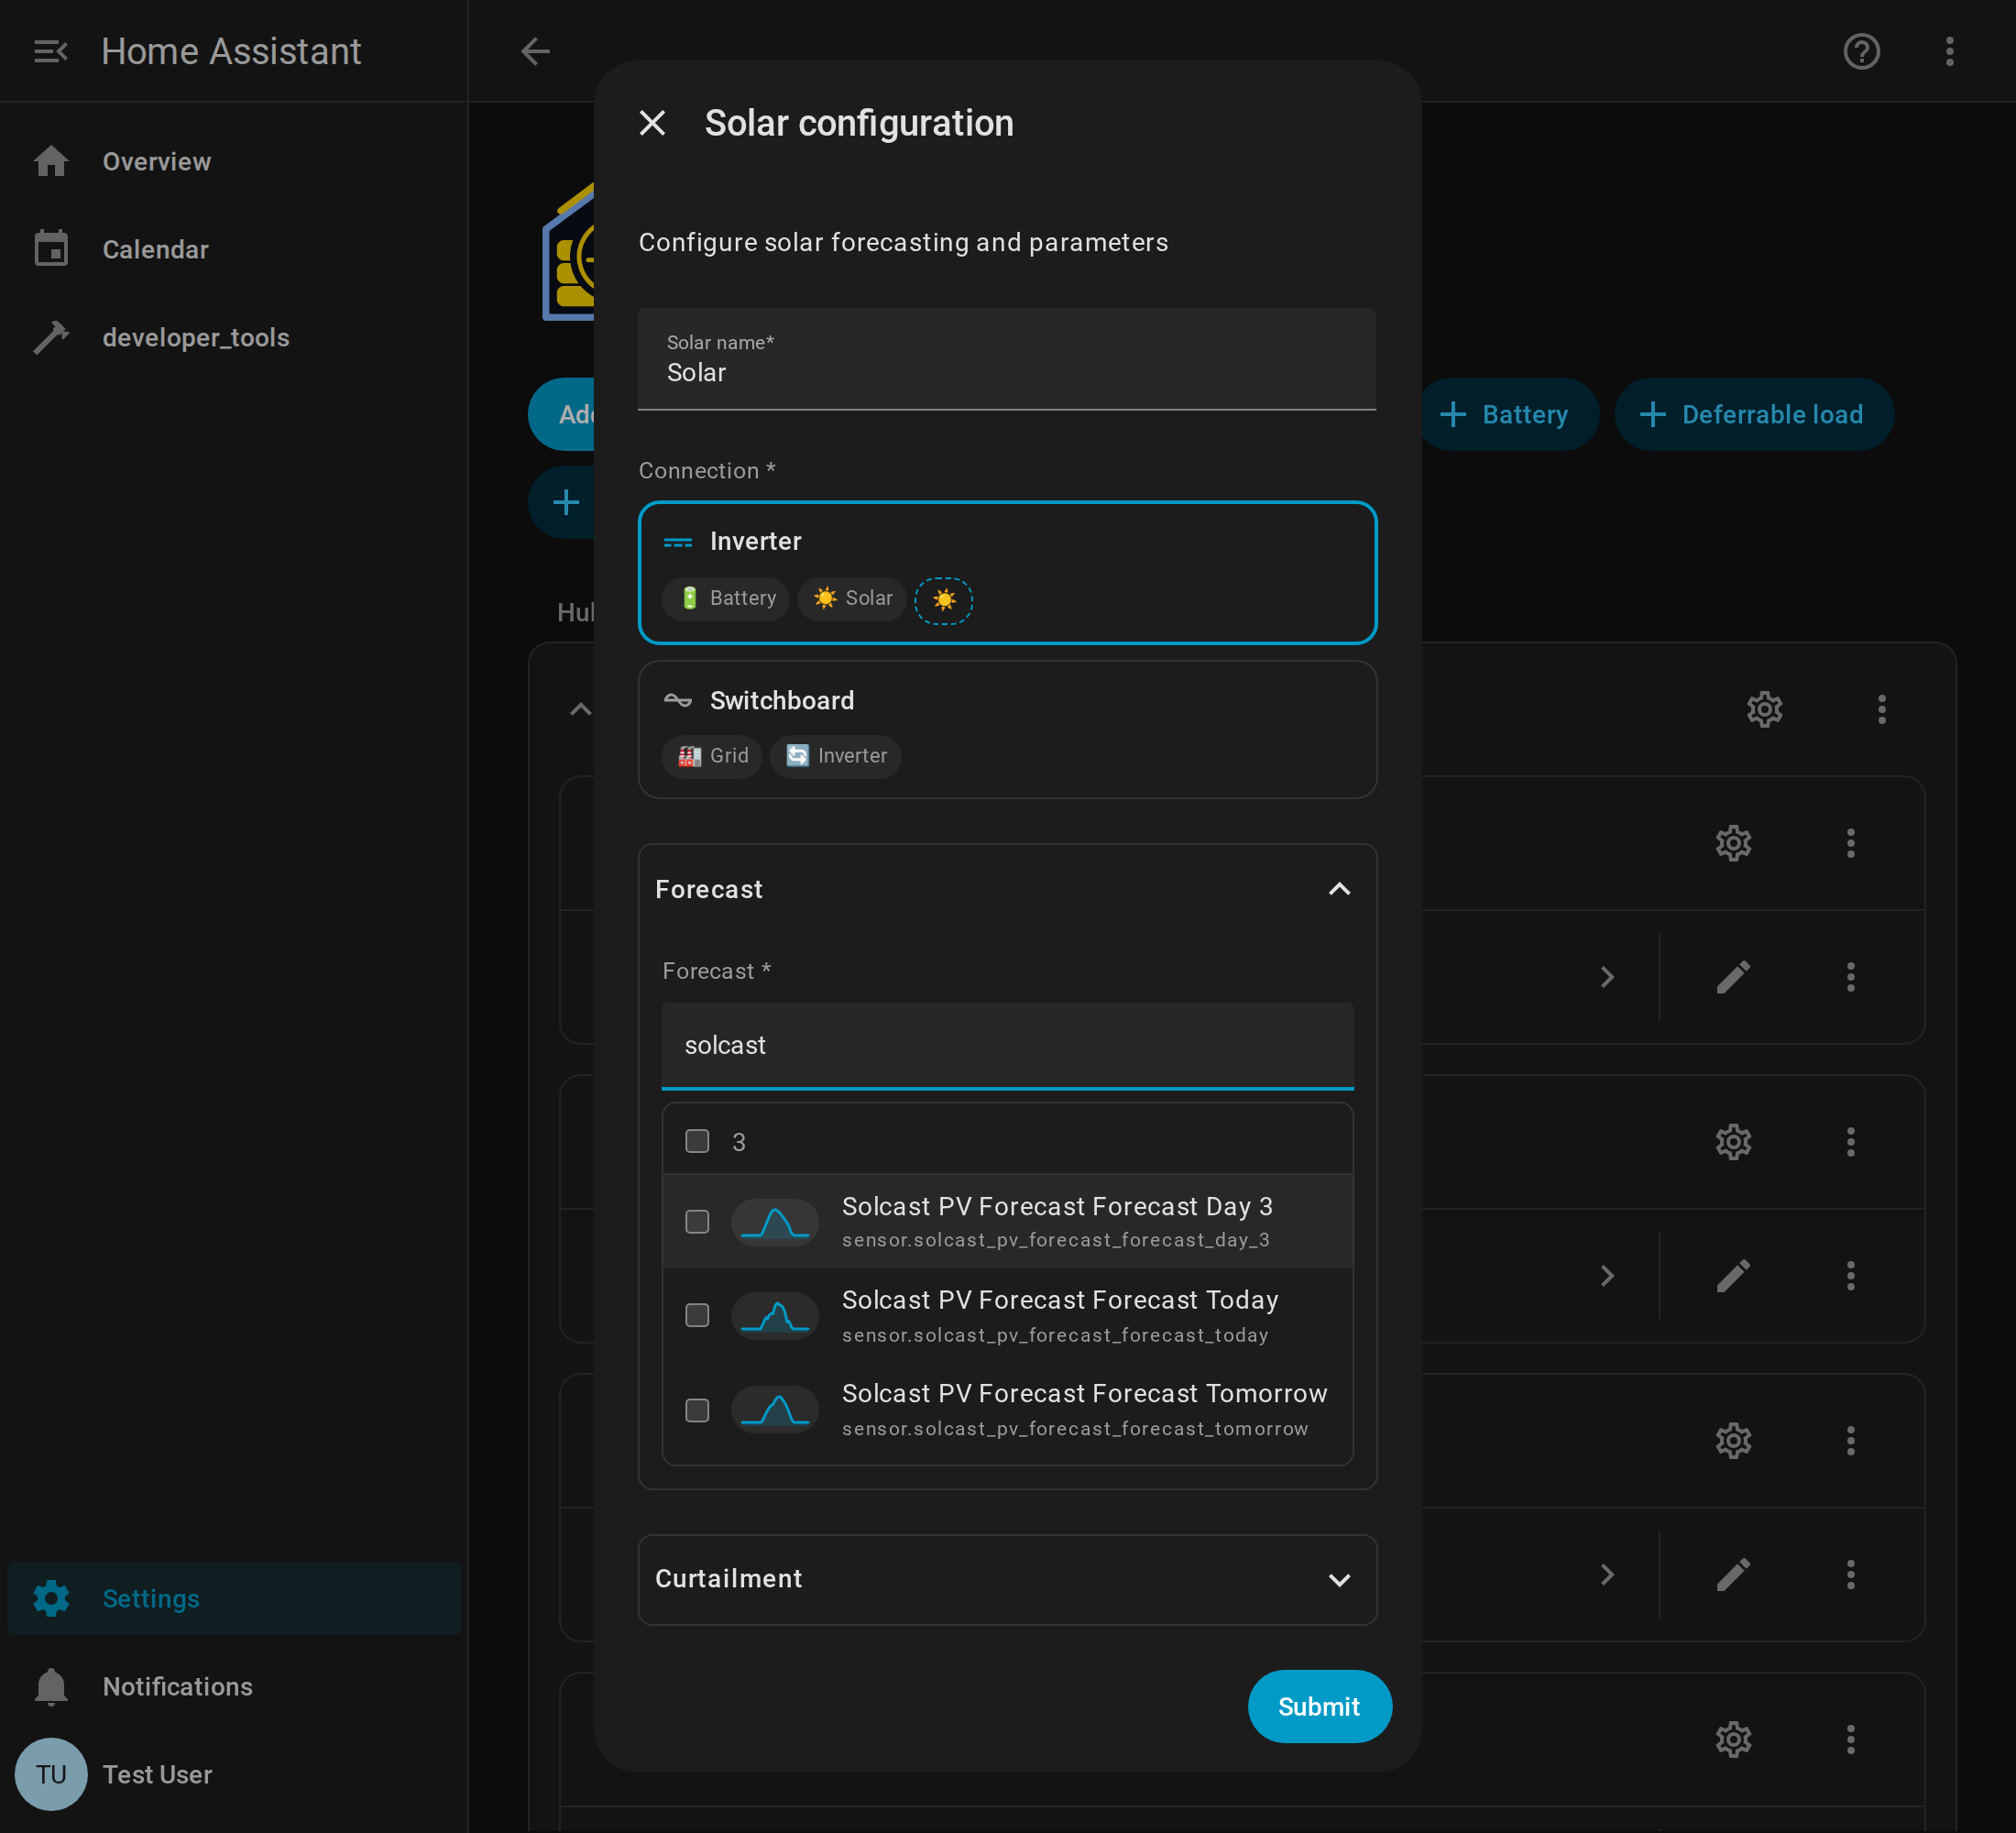 Home Assistant
Overview
Calendar
developer_tools
Settings
Notifications
TU
Test User
Solar configuration
Configure solar forecasting and parameters
Solar name*
Solar
Connection *
Inverter
Battery
Solar
Switchboard
Grid
Inverter
Forecast
Forecast *
solcast
3
Solcast PV Forecast Forecast Day 3
sensor.solcast_pv_forecast_forecast_day_3
Solcast PV Forecast Forecast Today
sensor.solcast_pv_forecast_forecast_today
Solcast PV Forecast Forecast Tomorrow
sensor.solcast_pv_forecast_forecast_tomorrow
Curtailment
Submit
Battery
Deferrable load